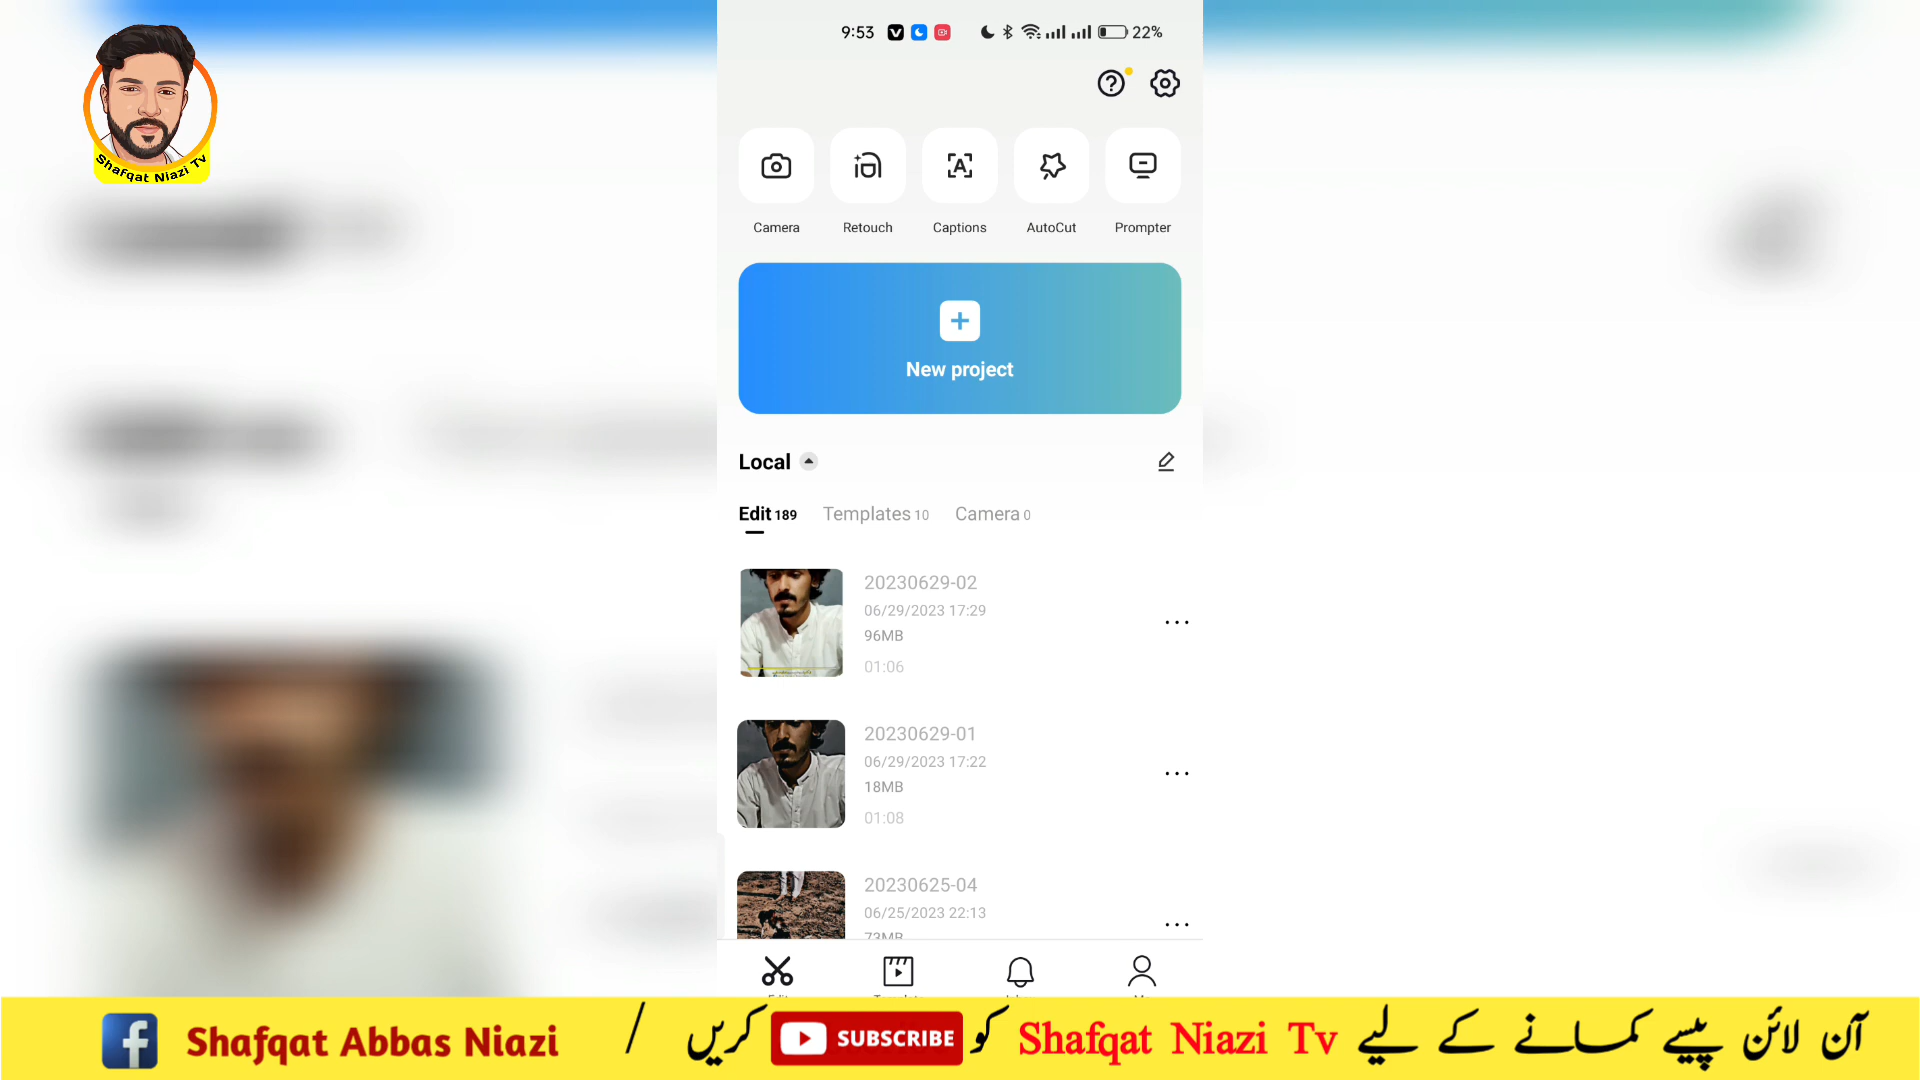 9:53 22%
Shafqat Niazi Tv
Camera Retouch Captions AutoCut Prompter
New project
Local
Edit 189 Templates 10 Camera 0
20230629-02
06/29/2023 17:29
96MB
01:06
20230629-01
06/29/2023 17:22
18MB
01:08
20230625-04
06/25/2023 22:13
73MB
آن لائن پیسے کمانے کے لیے Shafqat Niazi Tv کو SUBSCRIBE کریں / Shafqat Abbas Niazi